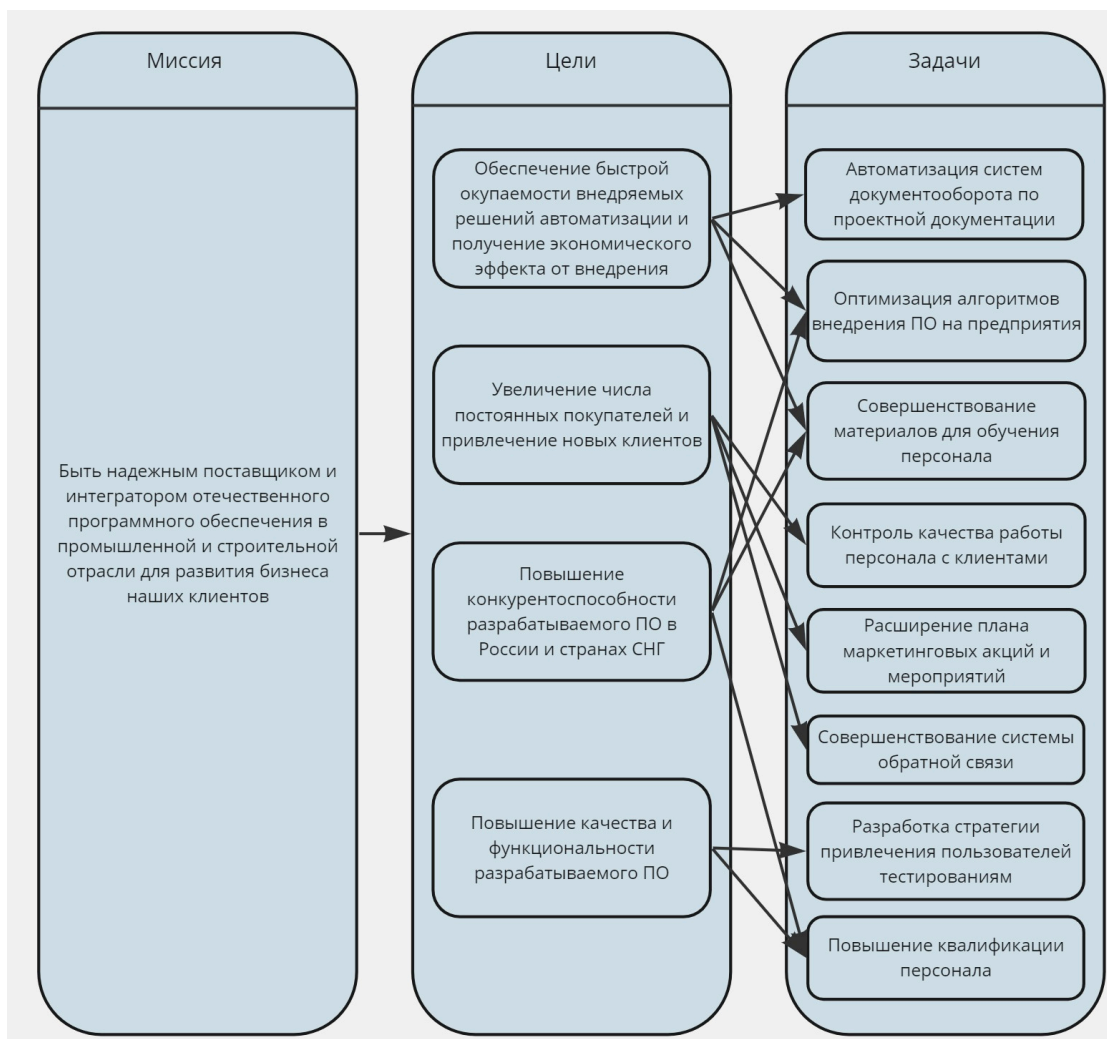 Миссия
Быть надежным поставщиком и
интегратором отечественного
программного обеспечения в
промышленной и строительной
отрасли для развития бизнеса
наших клиентов
Цели
Обеспечение быстрой
окупаемости внедряемых
решений автоматизации и
получение экономического
эффекта от внедрения
Увеличение числа
постоянных покупателей и
привлечение новых клиентов
Повышение
конкурентоспособности
разрабатываемого ПО в
России и странах СНГ
Повышение качества и
функциональности
разрабатываемого ПО
Задачи
Автоматизация систем
документооборота по
проектной документации
Оптимизация алгоритмов
внедрения ПО на предприятия
Совершенствование
материалов для обучения
персонала
Контроль качества работы
персонала с клиентами
Расширение плана
маркетинговых акций и
мероприятий
Совершенствование системы
обратной связи
Разработка стратегии
привлечения пользователей
тестированиям
Повышение квалификации
персонала